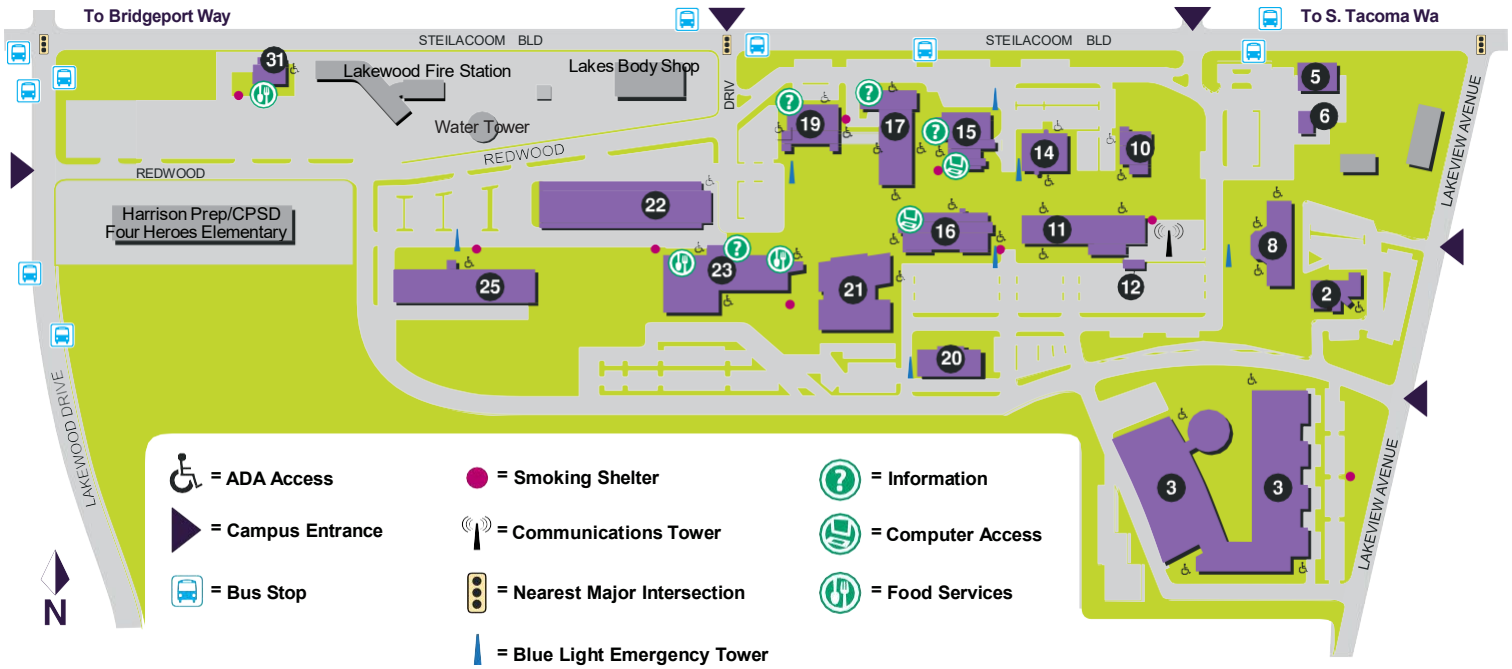 To Bridgeport Way
To S. Tacoma Wa
STEILACOOM BLD
STEILACOOM BLD
31
Lakewood Fire Station
Lakes Body Shop
DRIV
5
6
19
17
15
14
10
Water Tower
REDWOOD
REDWOOD
LAKEVIEW AVENUE
Harrison Prep/CPSD
Four Heroes Elementary
22
16
11
8
23
25
21
12
2
20
LAKEWOOD DRIVE
3
3
LAKEVIEW AVENUE
= ADA Access
= Smoking Shelter
= Information
= Campus Entrance
= Communications Tower
= Computer Access
= Bus Stop
= Nearest Major Intersection
= Food Services
= Blue Light Emergency Tower
N
?
?
?
?
?